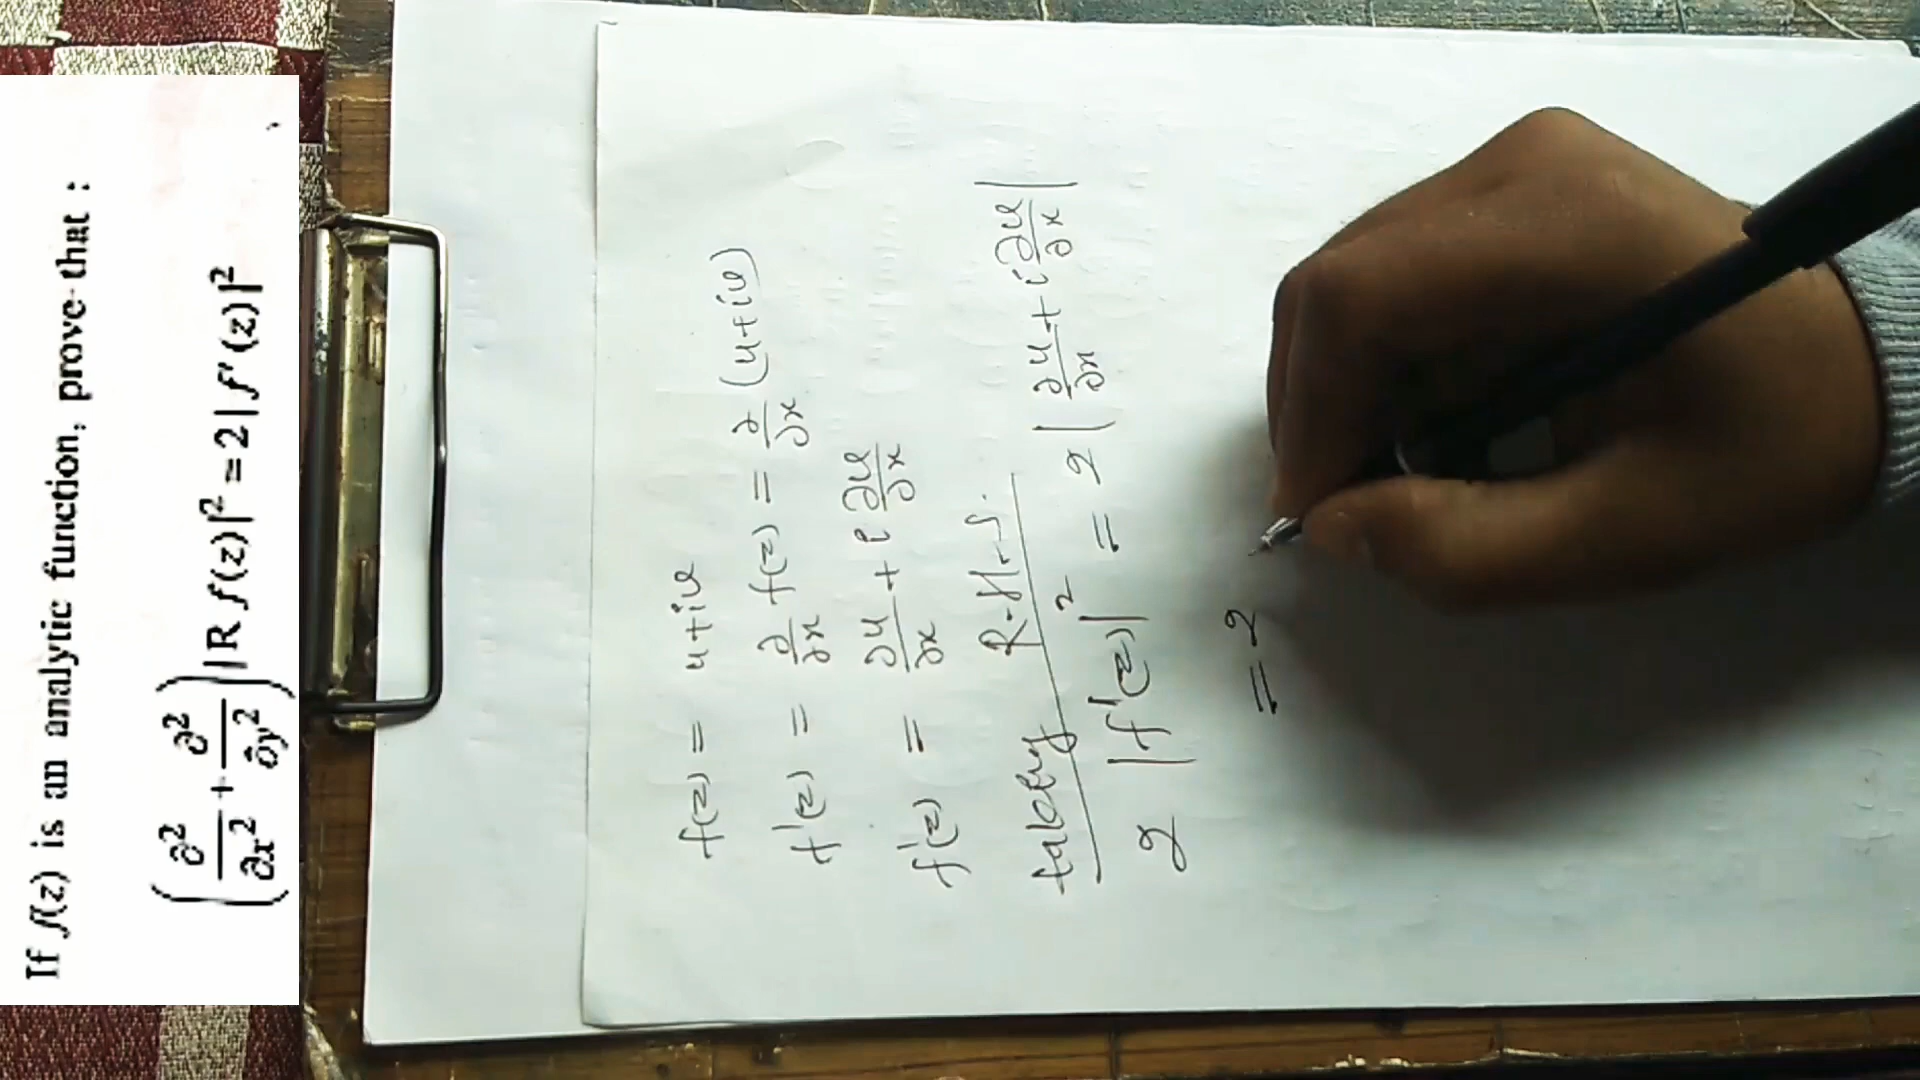 If f(z) is an analytic function, prove that :
(∂²/∂x² + ∂²/∂y²) |R f(z)|² = 2 | f' (z)|²
f(z) = u+iv
f'(z) = ∂/∂x f(z) = ∂/∂x (u+iv)
f'(z) = ∂u/∂x + i ∂v/∂x
taking R.H.S.
2 |f'(z)|² = 2 | ∂u/∂x + i ∂v/∂x |
= 2